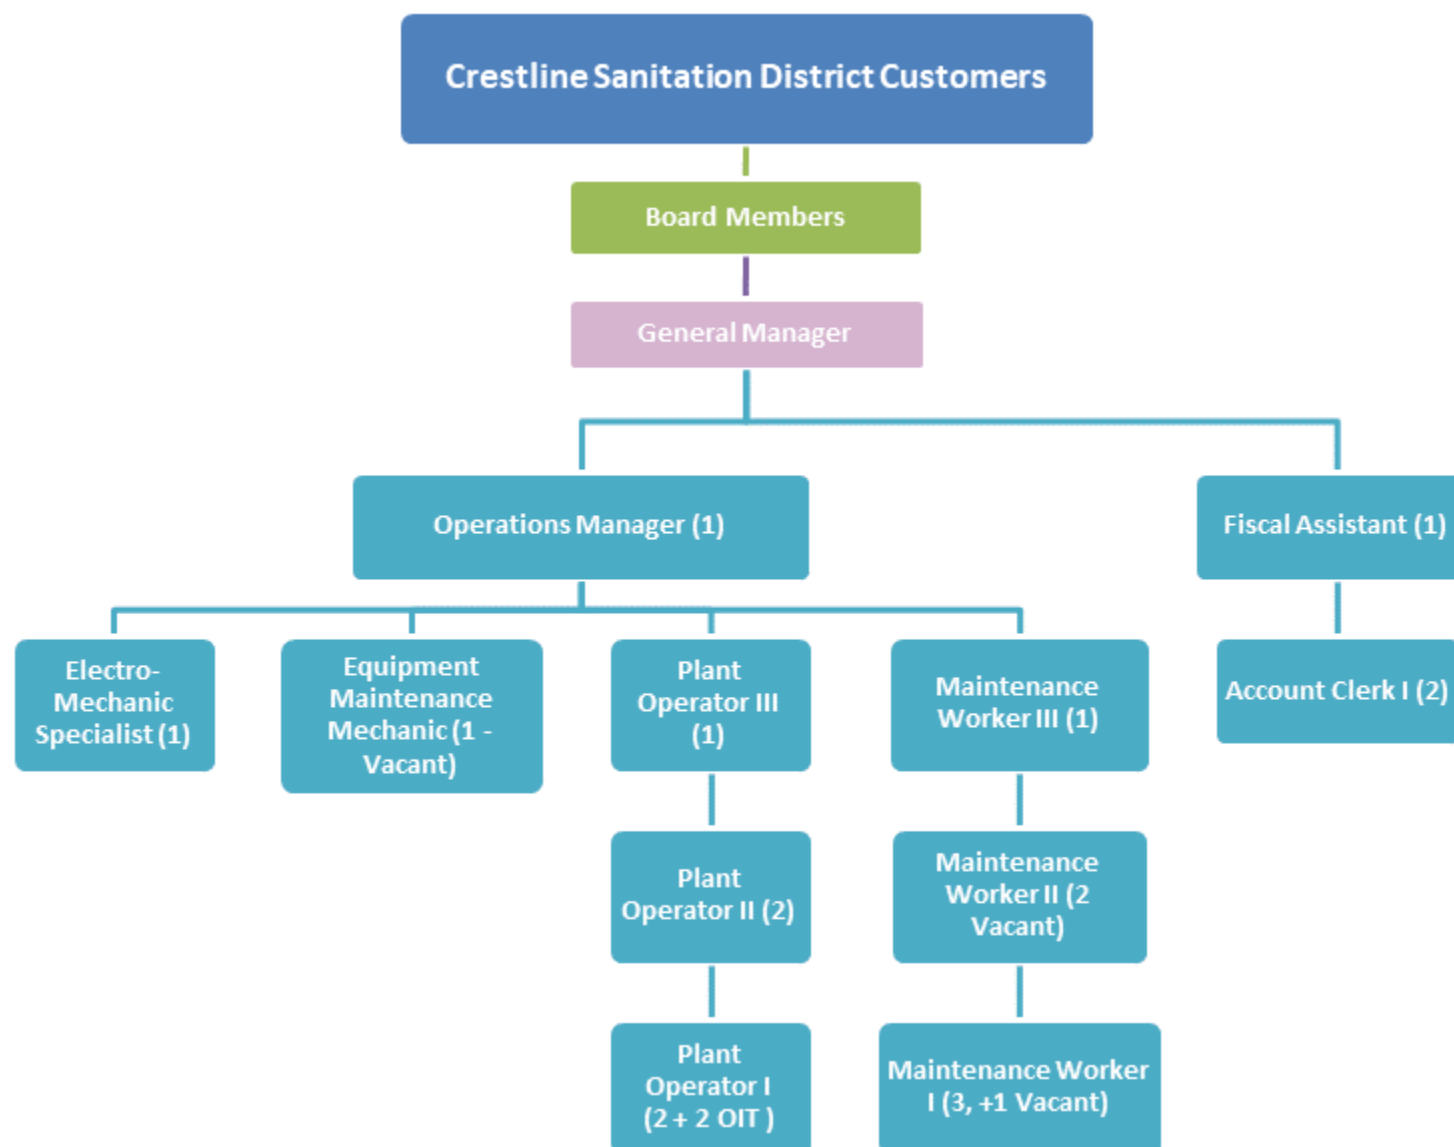 Crestline Sanitation District Customers
Board Members
General Manager
Operations Manager (1)
Fiscal Assistant (1)
Electro-
Mechanic
Specialist (1)
Equipment
Maintenance
Mechanic (1 -
Vacant)
Plant
Operator III
(1)
Maintenance
Worker III (1)
Account Clerk I (2)
Plant
Operator II (2)
Maintenance
Worker II (2
Vacant)
Plant
Operator I
(2 + 2 OIT )
Maintenance Worker
I (3, +1 Vacant)